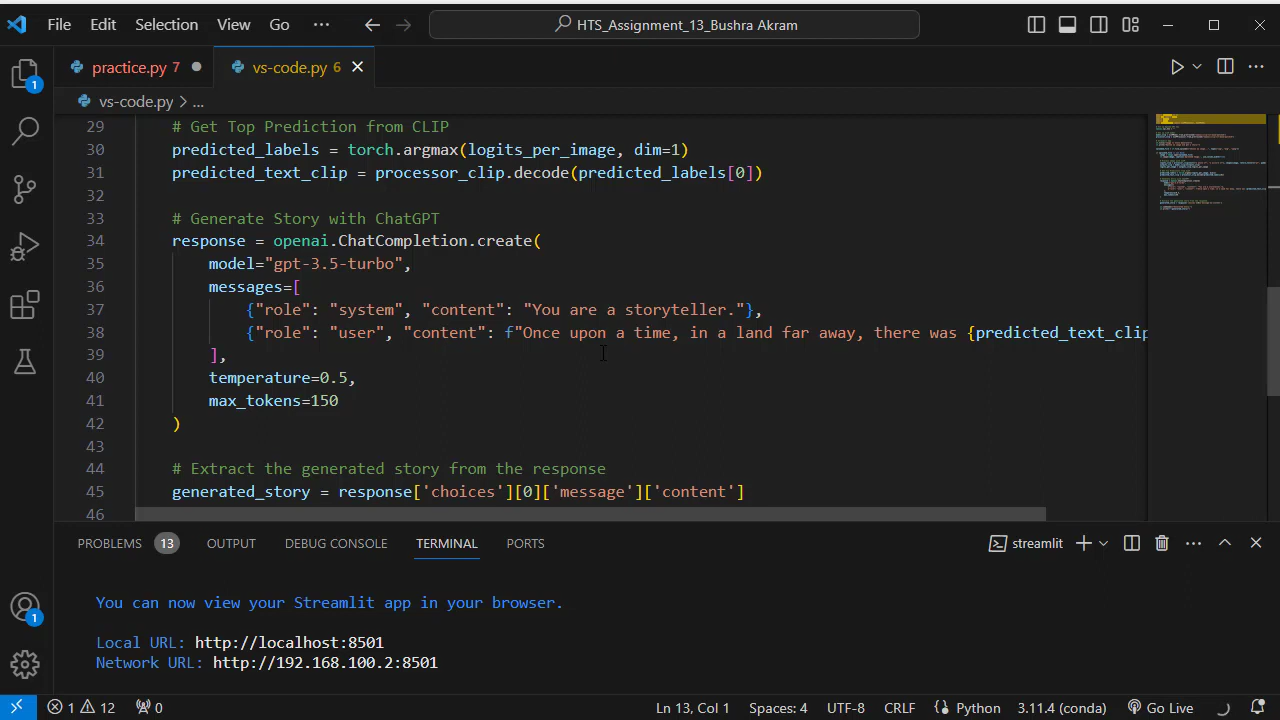 File Edit Selection View Go ··· HTS_Assignment_13_Bushra Akram
practice.py 7 vs-code.py 6
vs-code.py > ...
29 # Get Top Prediction from CLIP
30 predicted_labels = torch.argmax(logits_per_image, dim=1)
31 predicted_text_clip = processor_clip.decode(predicted_labels[0])
32
33 # Generate Story with ChatGPT
34 response = openai.ChatCompletion.create(
35 model="gpt-3.5-turbo",
36 messages=[
37 {"role": "system", "content": "You are a storyteller."},
38 {"role": "user", "content": f"Once upon a time, in a land far away, there was {predicted_text_clip
39 ],
40 temperature=0.5,
41 max_tokens=150
42 )
43
44 # Extract the generated story from the response
45 generated_story = response['choices'][0]['message']['content']
46
PROBLEMS 13 OUTPUT DEBUG CONSOLE TERMINAL PORTS streamlit
You can now view your Streamlit app in your browser.
Local URL: http://localhost:8501
Network URL: http://192.168.100.2:8501
1 12 0 Ln 13, Col 1 Spaces: 4 UTF-8 CRLF Python 3.11.4 (conda) Go Live
1
1